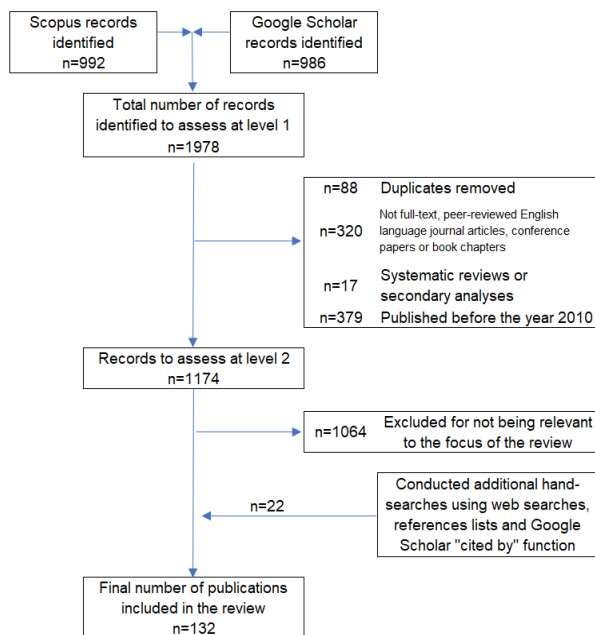 Scopus records
identified
n=992
Google Scholar
records identified
n=986
Total number of records
identified to assess at level 1
n=1978
n=88 Duplicates removed
n=320 Not full-text, peer-reviewed English
language journal articles, conference
papers or book chapters
n=17 Systematic reviews or
secondary analyses
n=379 Published before the year 2010
Records to assess at level 2
n=1174
n=1064 Excluded for not being relevant
to the focus of the review
n=22
Conducted additional hand-
searches using web searches,
references lists and Google
Scholar "cited by" function
Final number of publications
included in the review
n=132